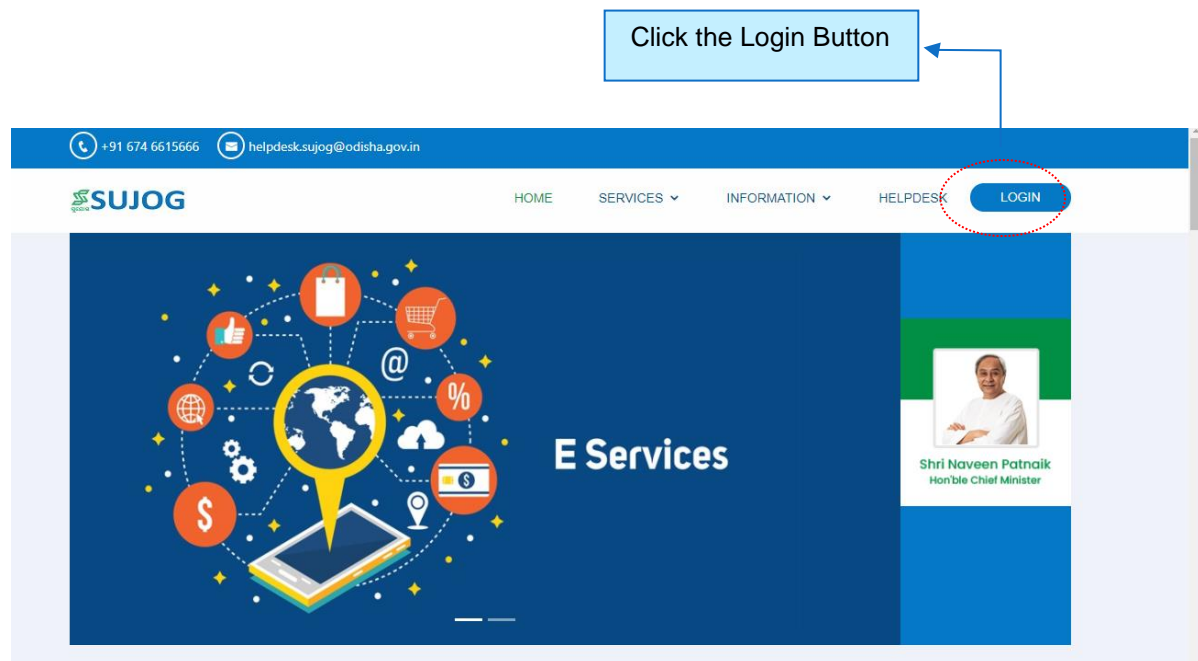 Click the Login Button
+91 674 6615666 helpdesk.sujog@odisha.gov.in
SUJOG HOME SERVICES INFORMATION HELPDESK LOGIN
@
%
$
$
E Services
Shri Naveen Patnaik
Hon'ble Chief Minister